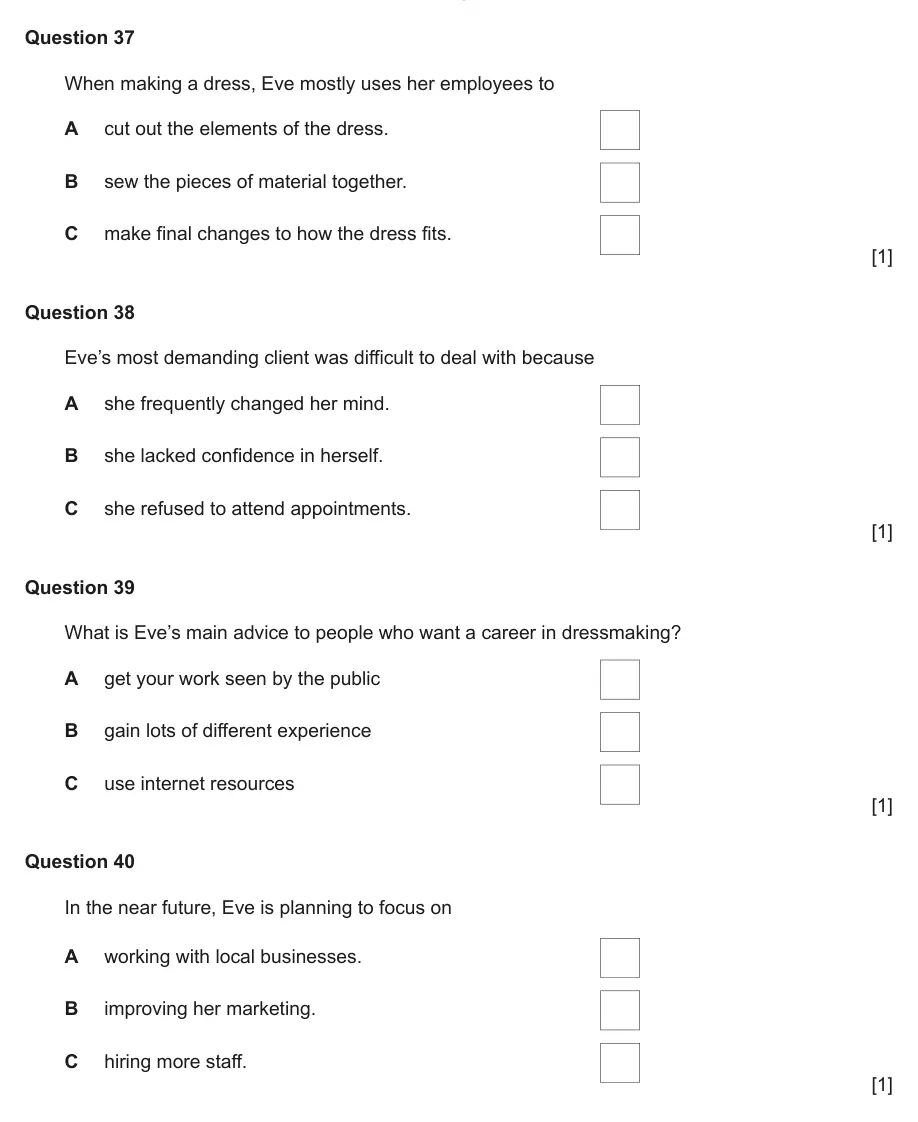 Question 37
When making a dress, Eve mostly uses her employees to
A cut out the elements of the dress.
B sew the pieces of material together.
C make final changes to how the dress fits.
[1]
Question 38
Eve’s most demanding client was difficult to deal with because
A she frequently changed her mind.
B she lacked confidence in herself.
C she refused to attend appointments.
[1]
Question 39
What is Eve’s main advice to people who want a career in dressmaking?
A get your work seen by the public
B gain lots of different experience
C use internet resources
[1]
Question 40
In the near future, Eve is planning to focus on
A working with local businesses.
B improving her marketing.
C hiring more staff.
[1]